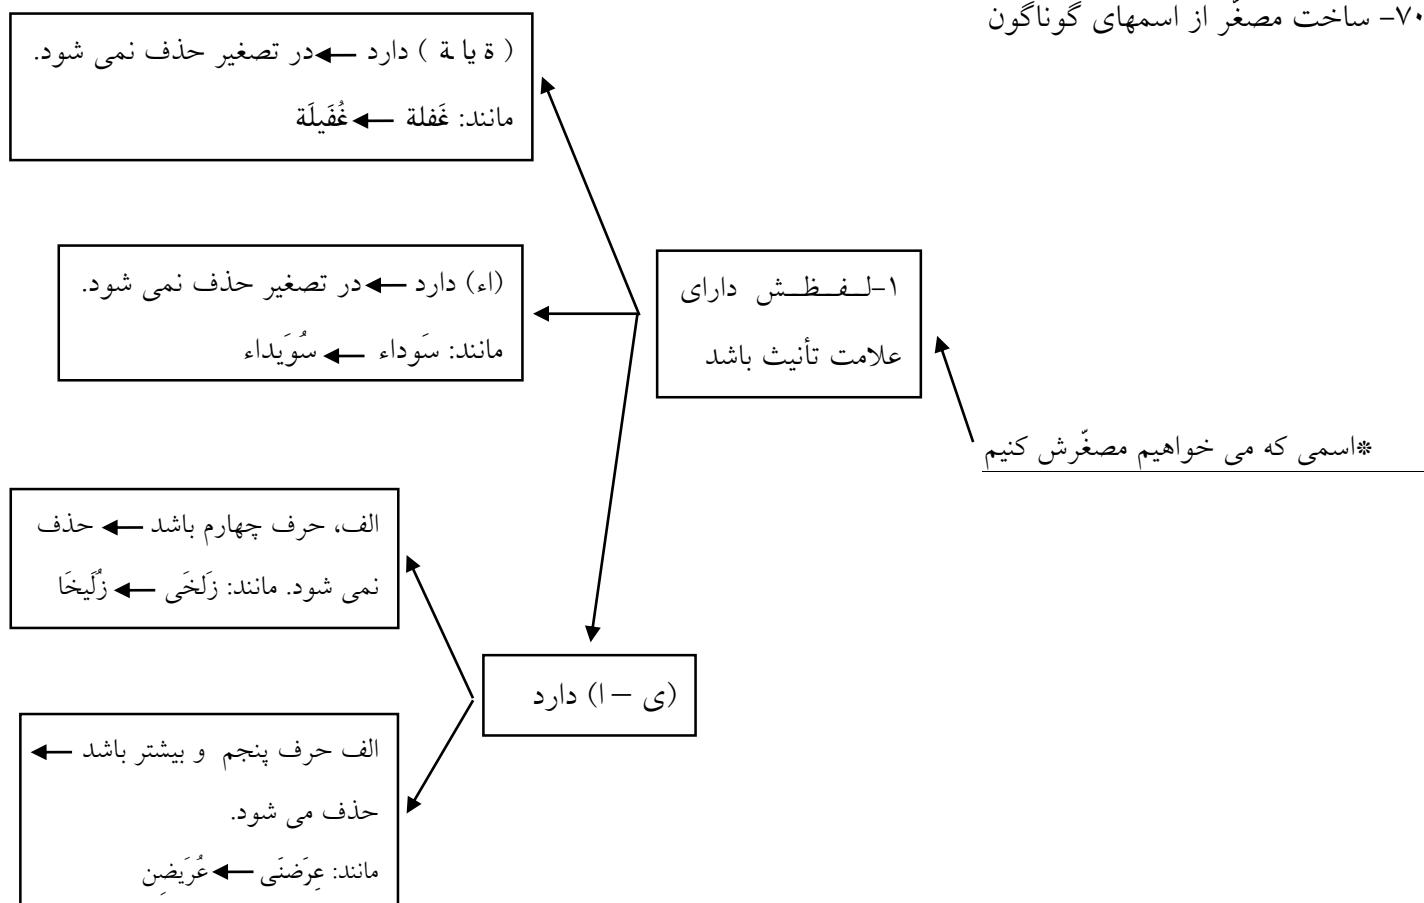 ۷۰- ساخت مصغّر از اسمهای گوناگون
*اسمی که می خواهیم مصغّرش کنیم
۱-لـفـظـش دارای
علامت تأنیث باشد
( ة یا ـة ) دارد ← در تصغیر حذف نمی شود.
مانند: غَفلة ← غُفَیلَة
(اء) دارد ← در تصغیر حذف نمی شود.
مانند: سَوداء ← سُوَیداء
(ی – ا) دارد
الف، حرف چهارم باشد ← حذف
نمی شود. مانند: زَلخَی ← زُلَیخَا
الف حرف پنجم و بیشتر باشد ←
حذف می شود.
مانند: عِرَضنَی ← عُرَیضِن